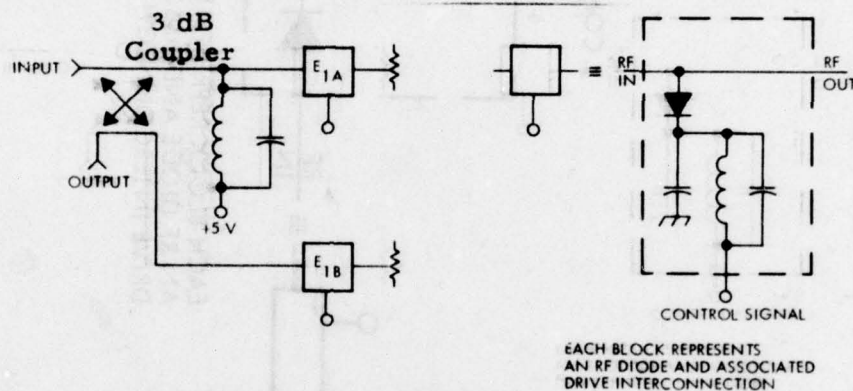 3 dB
Coupler
INPUT
OUTPUT
E1A
+5 V
E1B
≡
RF
IN
RF
OUT
CONTROL SIGNAL
EACH BLOCK REPRESENTS
AN RF DIODE AND ASSOCIATED
DRIVE INTERCONNECTION